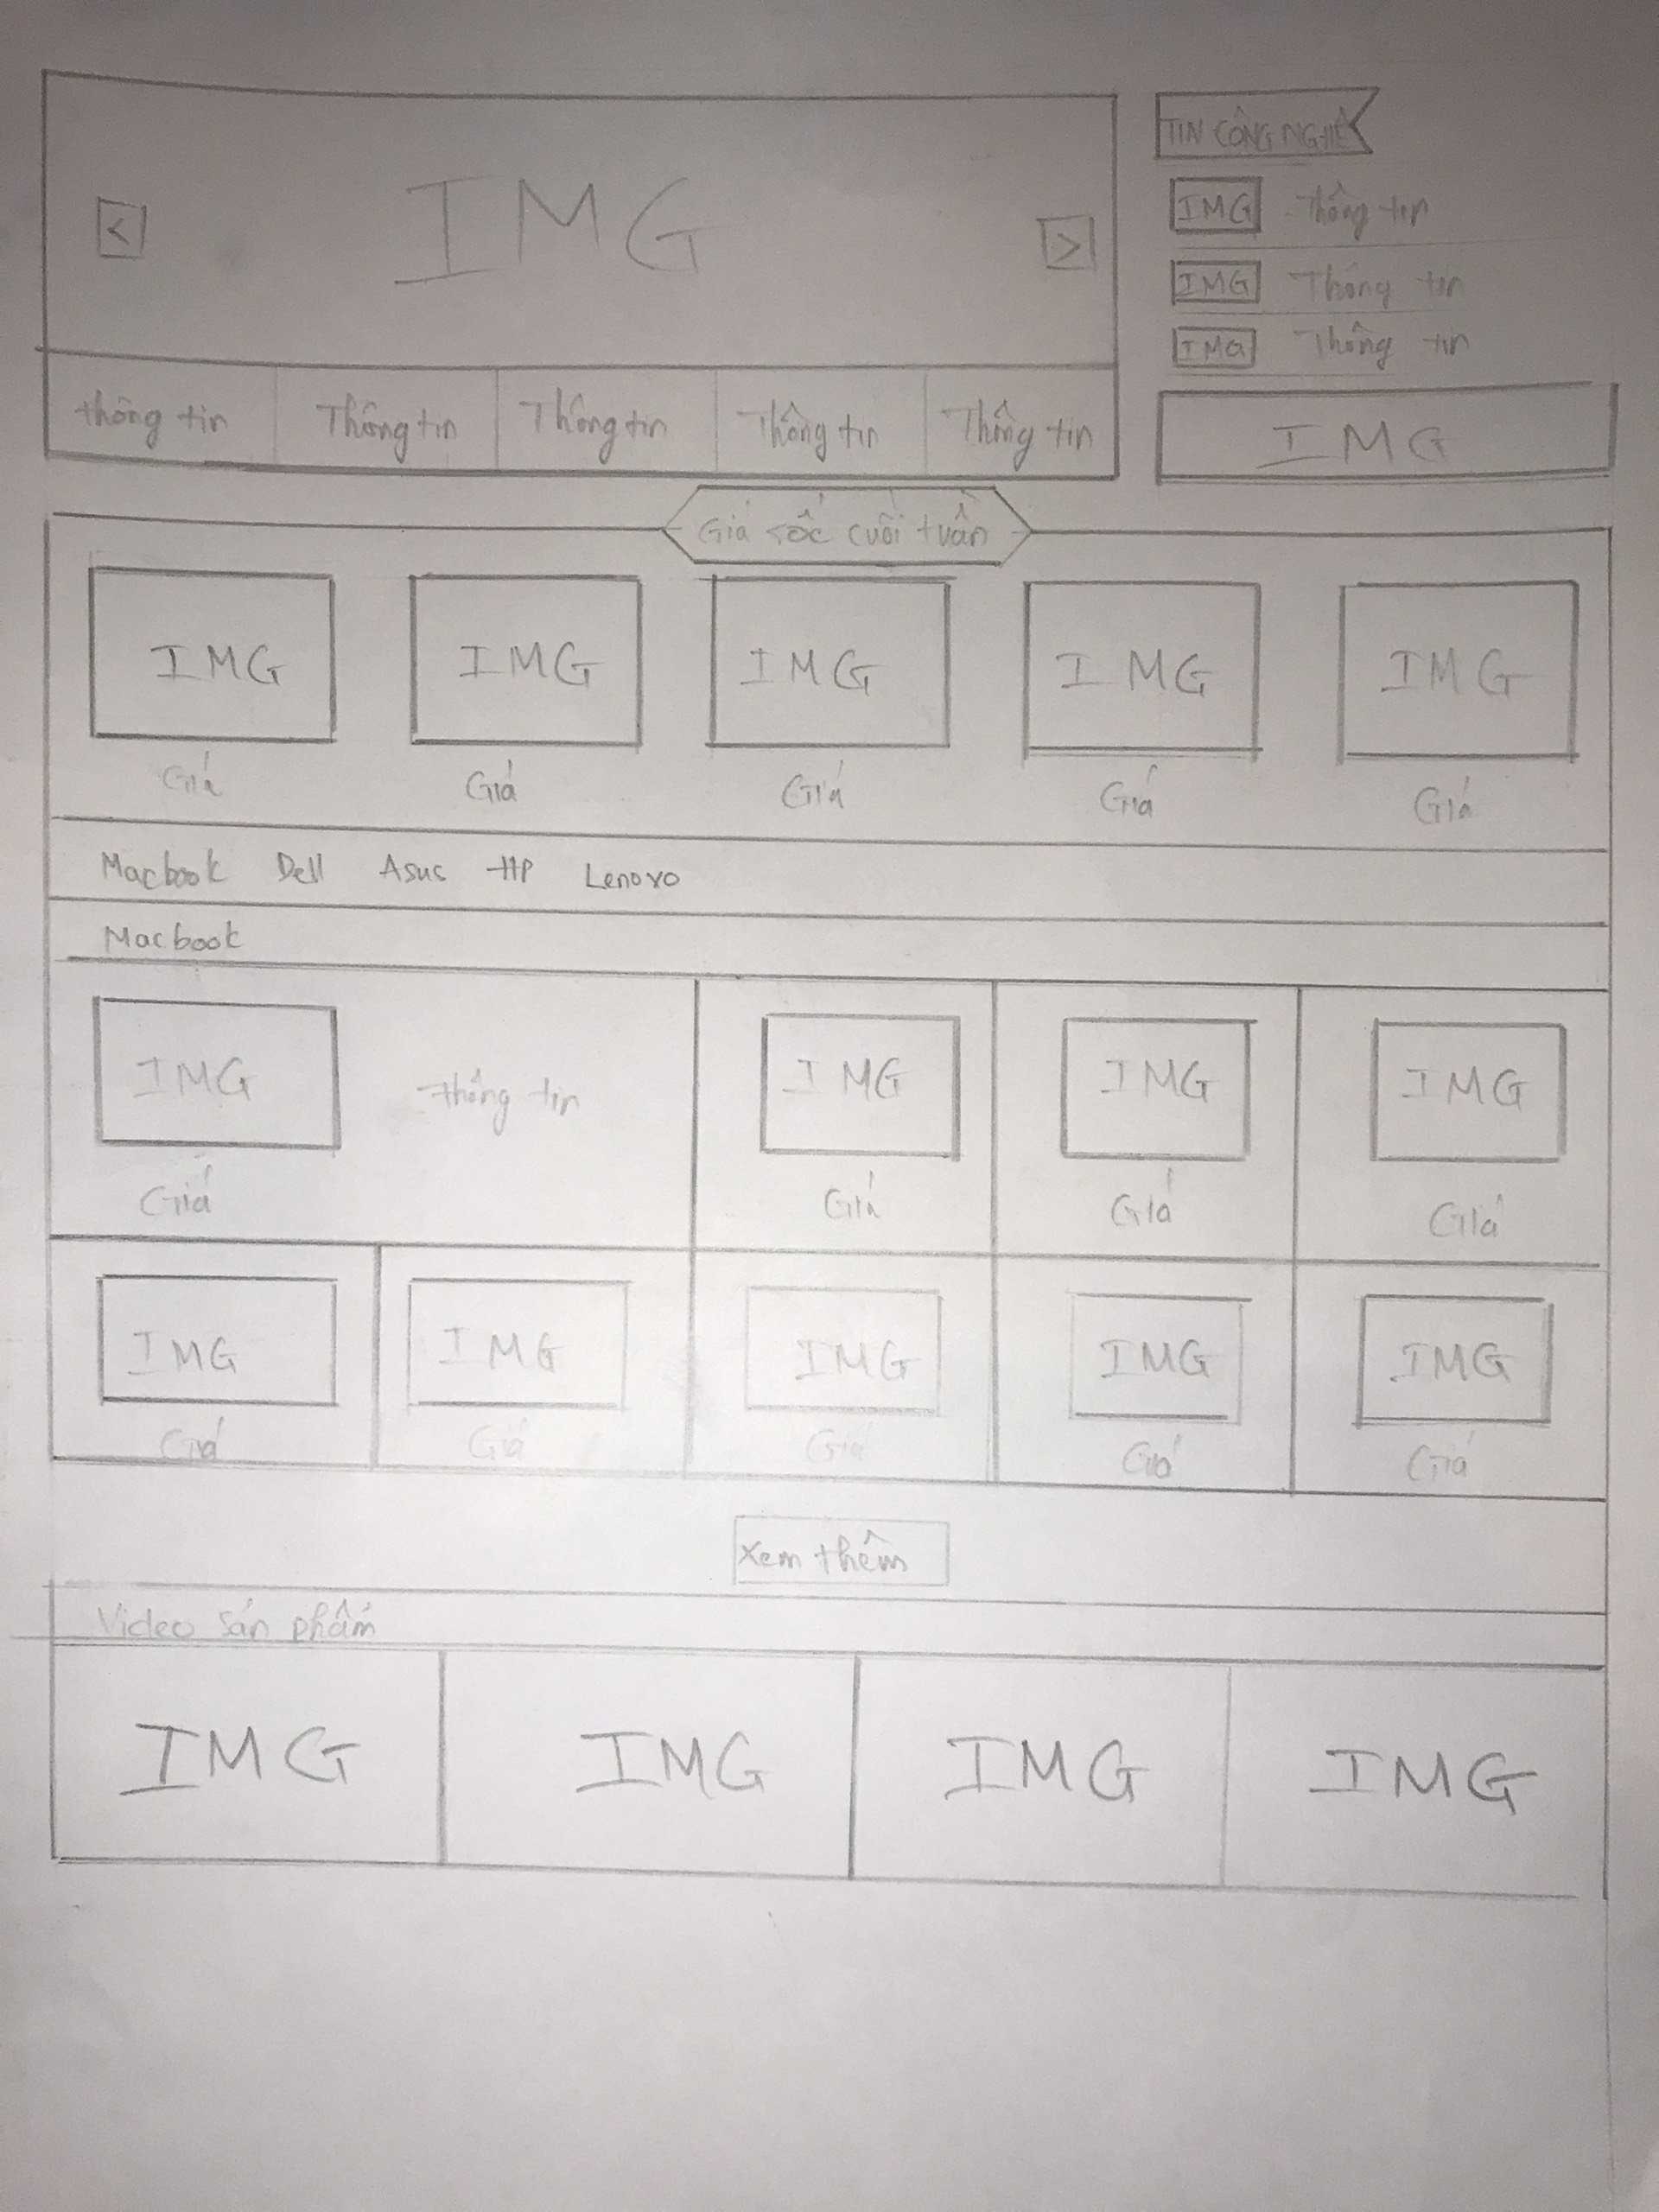 IMG
<
>
thông tin Thông tin Thông tin Thông tin Thông tin
TIN CÔNG NGHỆ
IMG Thông tin
IMG Thông tin
IMG Thông tin
IMG
Giá sốc cuối tuần
IMG IMG IMG IMG IMG
Giá Giá Giá Giá Giá
Macbook Dell Asus HP Lenovo
Macbook
IMG thông tin IMG IMG IMG
Giá Giá Giá Giá
IMG IMG IMG IMG IMG
Giá Giá Giá Giá Giá
Xem thêm
Video sản phẩm
IMG IMG IMG IMG